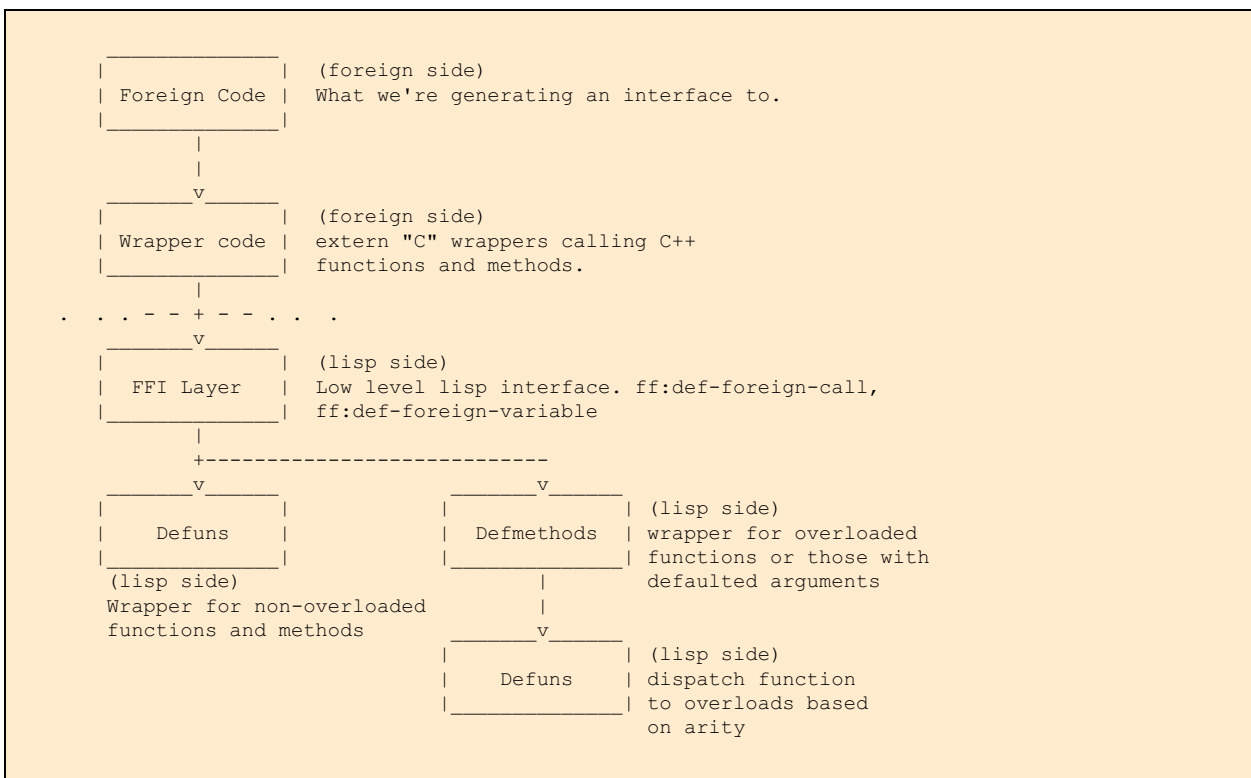 (foreign side)
Foreign Code What we're generating an interface to.
v
(foreign side)
Wrapper code extern "C" wrappers calling C++
functions and methods.
. . . - - + - - . . .
v
(lisp side)
FFI Layer Low level lisp interface. ff:def-foreign-call,
ff:def-foreign-variable
+----------------------------
v v
(lisp side)
Defuns Defmethods wrapper for overloaded
functions or those with
(lisp side) defaulted arguments
Wrapper for non-overloaded
functions and methods v
(lisp side)
Defuns dispatch function
to overloads based
on arity